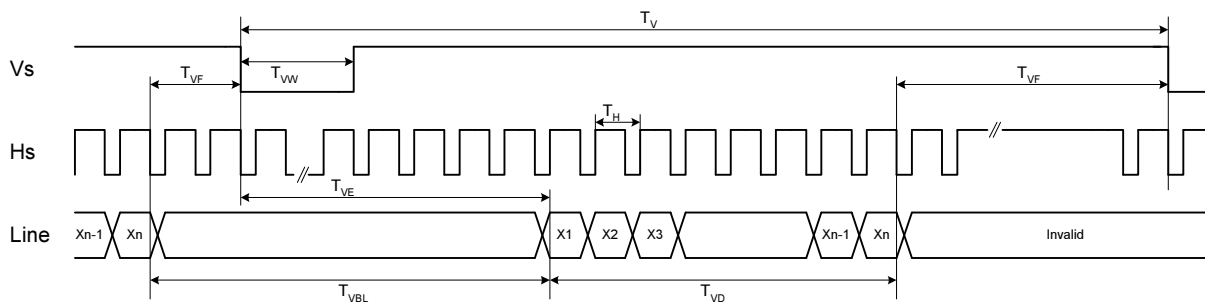 T_V
Vs
T_VF
T_VW
T_VF
T_H
Hs
//
//
T_VE
Line
Xn-1
Xn
X1
X2
X3
Xn-1
Xn
Invalid
T_VBL
T_VD